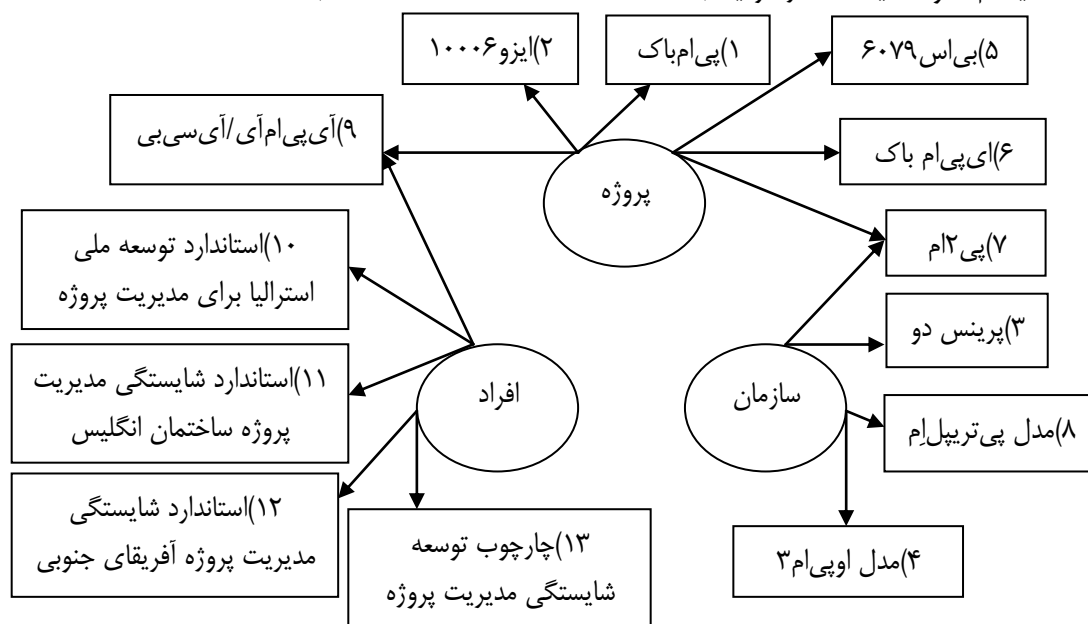 ۵)بی‌اس۶۰۷۹
۱)پی‌ام‌باک
۲)ایزو۱۰۰۰۶
۹)آی‌پی‌ام‌آی/آی‌سی‌بی
۶)ای‌پی‌ام باک
پروژه
۷)پی۲ام
۱۰)استاندارد توسعه ملی
استرالیا برای مدیریت پروژه
۳)پرینس دو
سازمان
افراد
۱۱)استاندارد شایستگی مدیریت
پروژه ساختمان انگلیس
۸)مدل پی‌تریپل‌اِم
۱۲)استاندارد شایستگی
مدیریت پروژه آفریقای جنوبی
۱۳)چارچوب توسعه
شایستگی مدیریت پروژه
۴)مدل اوپی‌ام۳